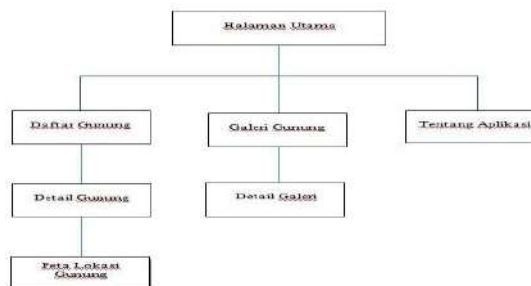 Halaman Utama
Daftar Gunung
Galeri Gunung
Tentang Aplikasi
Detail Gunung
Detail Galeri
Peta Lokasi
Gunung